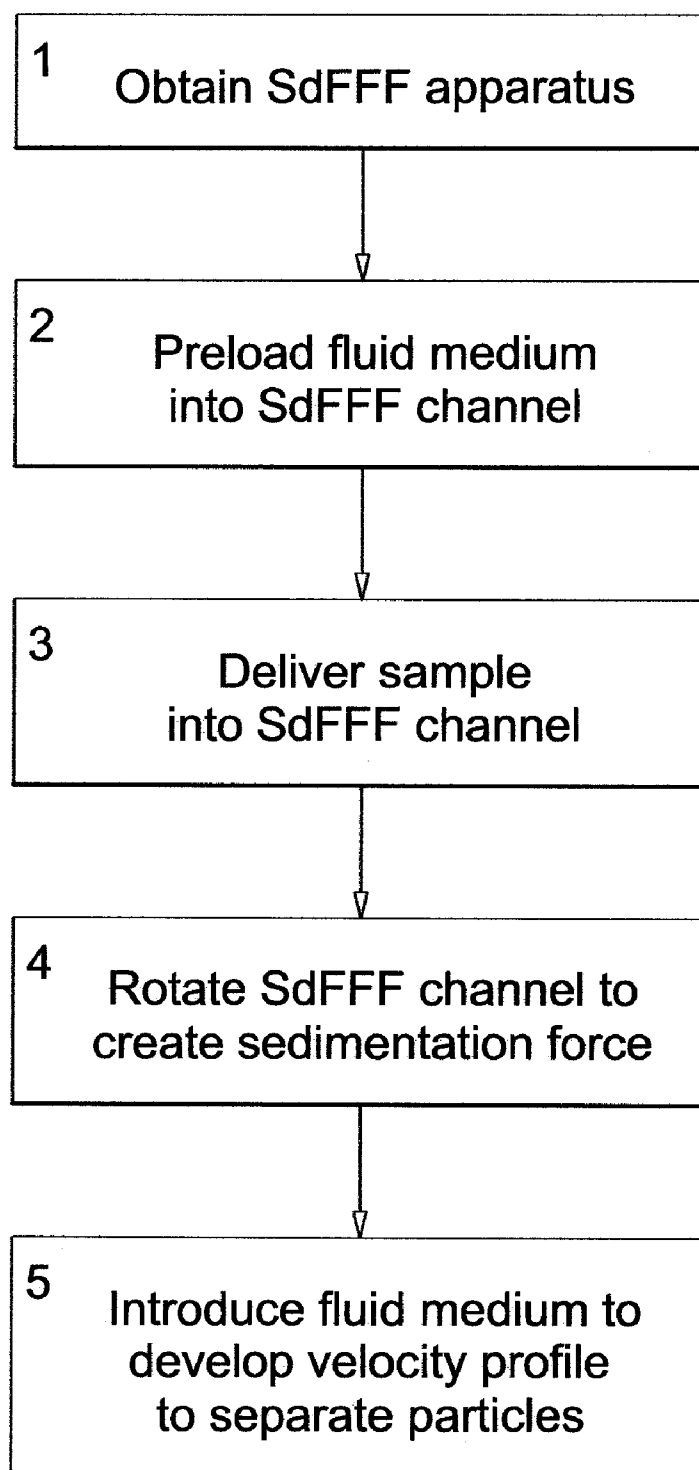 1
Obtain SdFFF apparatus
2
Preload fluid medium
into SdFFF channel
3
Deliver sample
into SdFFF channel
4
Rotate SdFFF channel to
create sedimentation force
5
Introduce fluid medium to
develop velocity profile
to separate particles